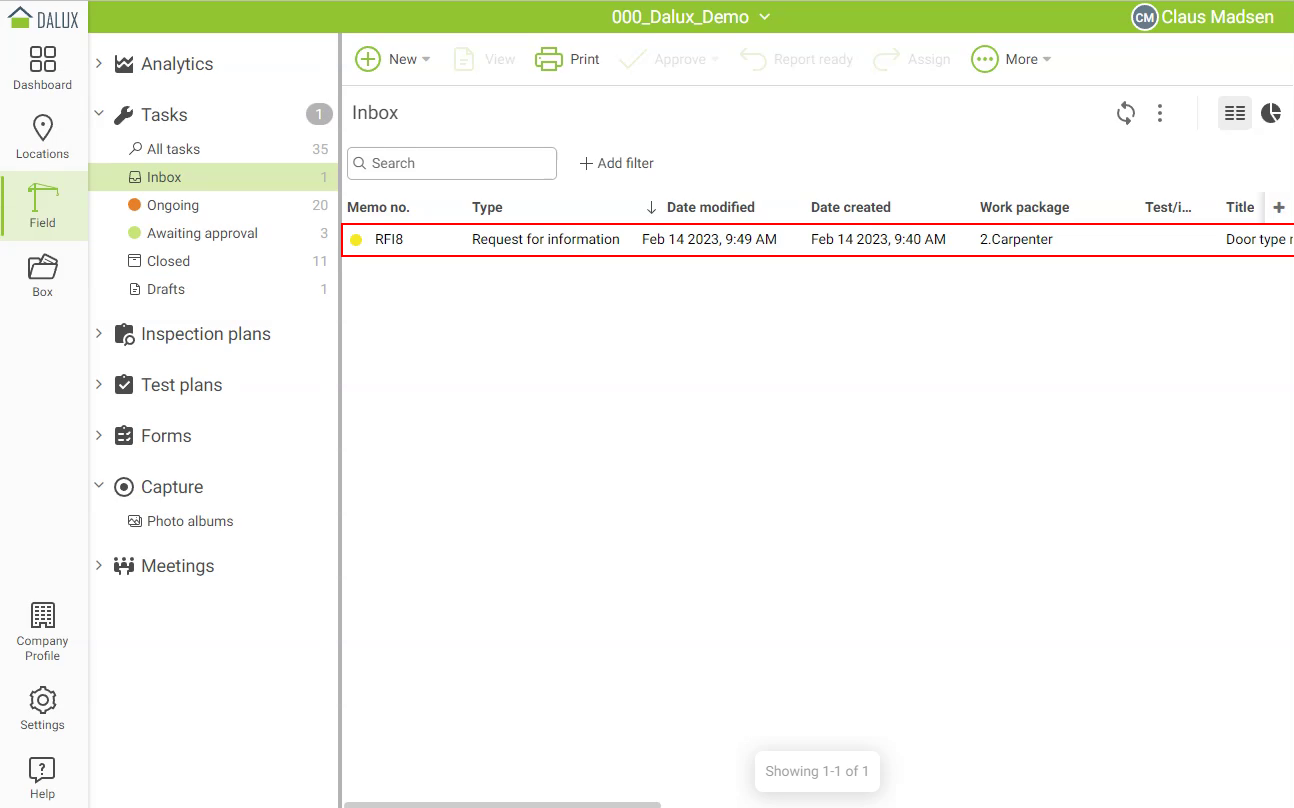 DALUX
000_Dalux_Demo
CM Claus Madsen
Dashboard
Locations
Field
Box
Company
Profile
Settings
Help
Analytics
Tasks 1
All tasks 35
Inbox 1
Ongoing 20
Awaiting approval 3
Closed 11
Drafts 1
Inspection plans
Test plans
Forms
Capture
Photo albums
Meetings
New View Print Approve Report ready Assign More
Inbox
Search Add filter
Memo no. Type Date modified Date created Work package Test/i... Title
RFI8 Request for information Feb 14 2023, 9:49 AM Feb 14 2023, 9:40 AM 2.Carpenter Door type
Showing 1-1 of 1